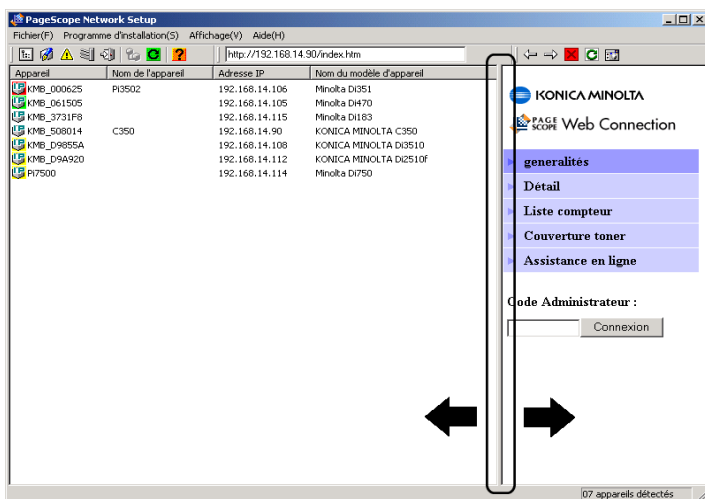 PageScope Network Setup
Fichier(F) Programme d'installation(S) Affichage(V) Aide(H)
http://192.168.14.90/index.htm
Appareil Nom de l'appareil Adresse IP Nom du modèle d'appareil
KMB_000625 Pi3502 192.168.14.106 Minolta Di351
KMB_061505 192.168.14.105 Minolta Di470
KMB_3731F8 192.168.14.115 Minolta Di183
KMB_508014 C350 192.168.14.90 KONICA MINOLTA C350
KMB_D9855A 192.168.14.108 KONICA MINOLTA Di3510
KMB_D9A920 192.168.14.112 KONICA MINOLTA Di2510f
Pi7500 192.168.14.114 Minolta Di750
KONICA MINOLTA
PAGE SCOPE Web Connection
generalités
Détail
Liste compteur
Couverture toner
Assistance en ligne
Code Administrateur :
Connexion
07 appareils détectés